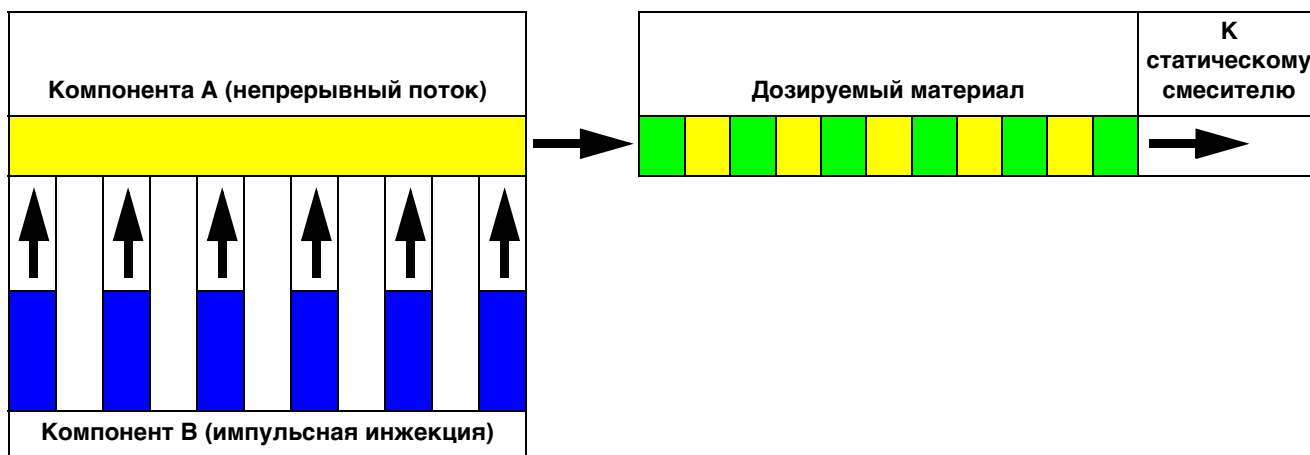 Компонента A (непрерывный поток)
Дозируемый материал
К
статическому
смесителю
Компонент B (импульсная инжекция)